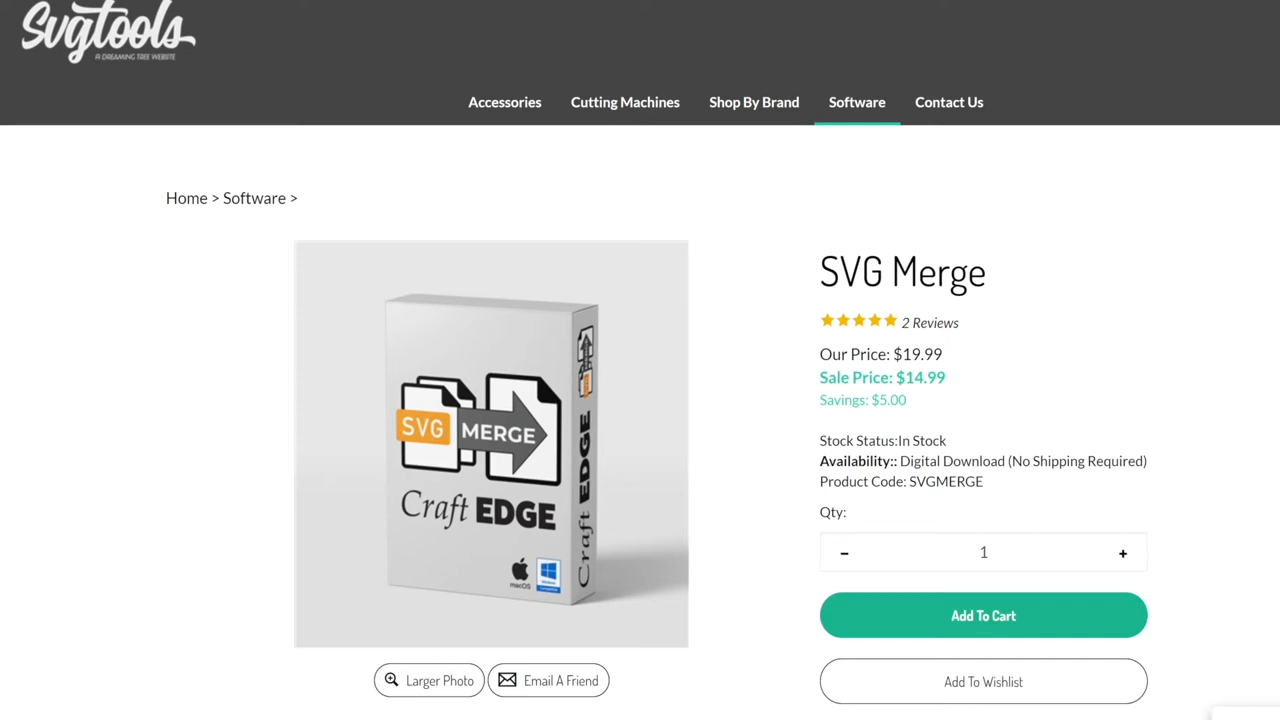 Svgtools
A DREAMING TREE WEBSITE
Accessories Cutting Machines Shop By Brand Software Contact Us
Home > Software >
SVG MERGE
Craft EDGE
macOS
Craft EDGE
Larger Photo Email A Friend
SVG Merge
2 Reviews
Our Price: $19.99
Sale Price: $14.99
Savings: $5.00
Stock Status:In Stock
Availability:: Digital Download (No Shipping Required)
Product Code: SVGMERGE
Qty:
- 1 +
Add To Cart
Add To Wishlist